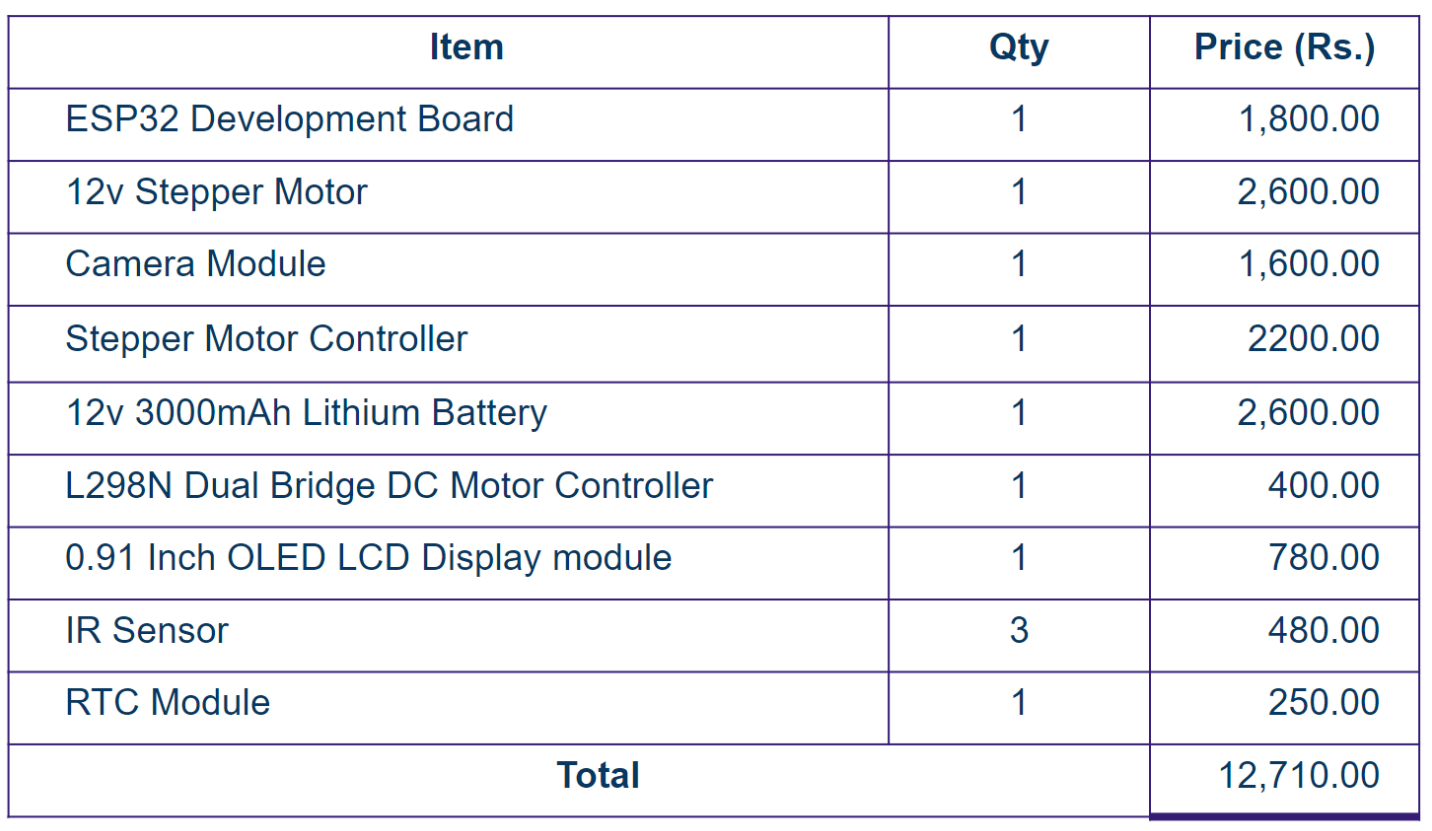 Item Qty Price (Rs.)
ESP32 Development Board 1 1,800.00
12v Stepper Motor 1 2,600.00
Camera Module 1 1,600.00
Stepper Motor Controller 1 2200.00
12v 3000mAh Lithium Battery 1 2,600.00
L298N Dual Bridge DC Motor Controller 1 400.00
0.91 Inch OLED LCD Display module 1 780.00
IR Sensor 3 480.00
RTC Module 1 250.00
Total 12,710.00